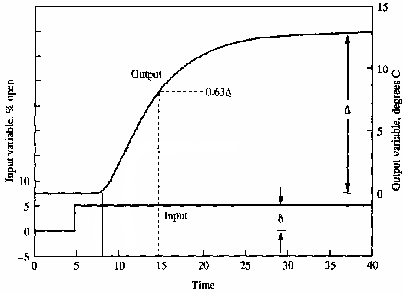 15
Output
0.63Δ
10
Δ
5
0
Input variable, % open
Output variable, degrees C
10
5
0
-5
Input
δ
0 5 10 15 20 25 30 35 40
Time